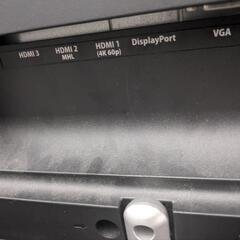 HDMI 3
HDMI 2
MHL
HDMI 1
(4K 60p)
DisplayPort
VGA